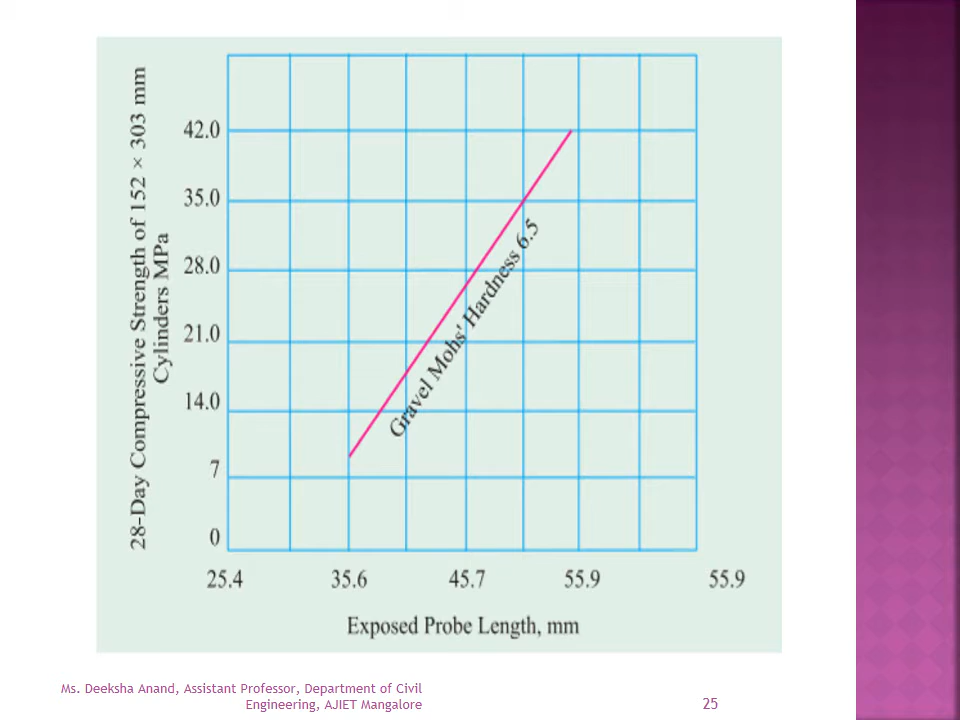 28-Day Compressive Strength of 152 × 303 mm
Cylinders MPa
42.0
35.0
28.0
21.0
14.0
7
0
Gravel Mohs' Hardness 6.5
25.4 35.6 45.7 55.9 55.9
Exposed Probe Length, mm
Ms. Deeksha Anand, Assistant Professor, Department of Civil
Engineering, AJIET Mangalore
25